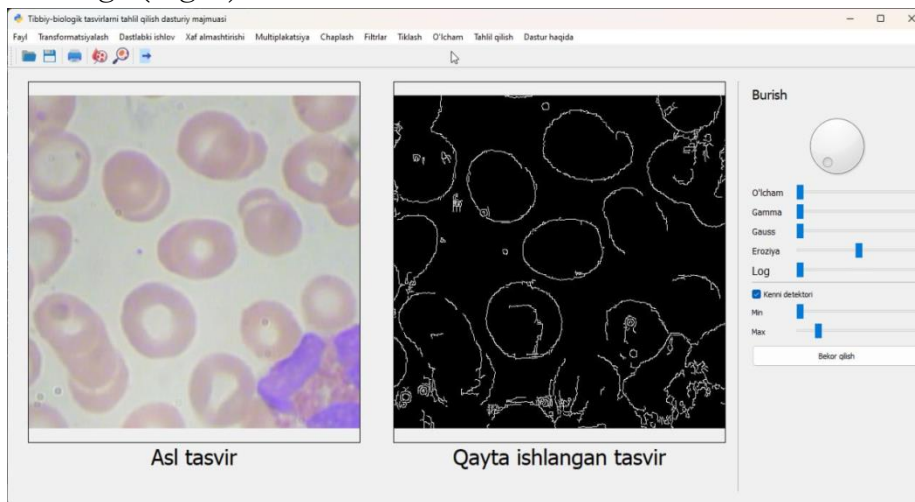 Tibbiy-biologik tasvirlarni tahlil qilish dasturiy majmuasi
Fayl Transformatsiyalash Dastlabki ishlov Xaf almashtirishi Multiplakatsiya Chaplash Filtrlar Tiklash O'lcham Tahlil qilish Dastur haqida
Burish
O'lcham
Gamma
Gauss
Eroziya
Log
Kenni detektori
Min
Max
Bekor qilish
Asl tasvir
Qayta ishlangan tasvir